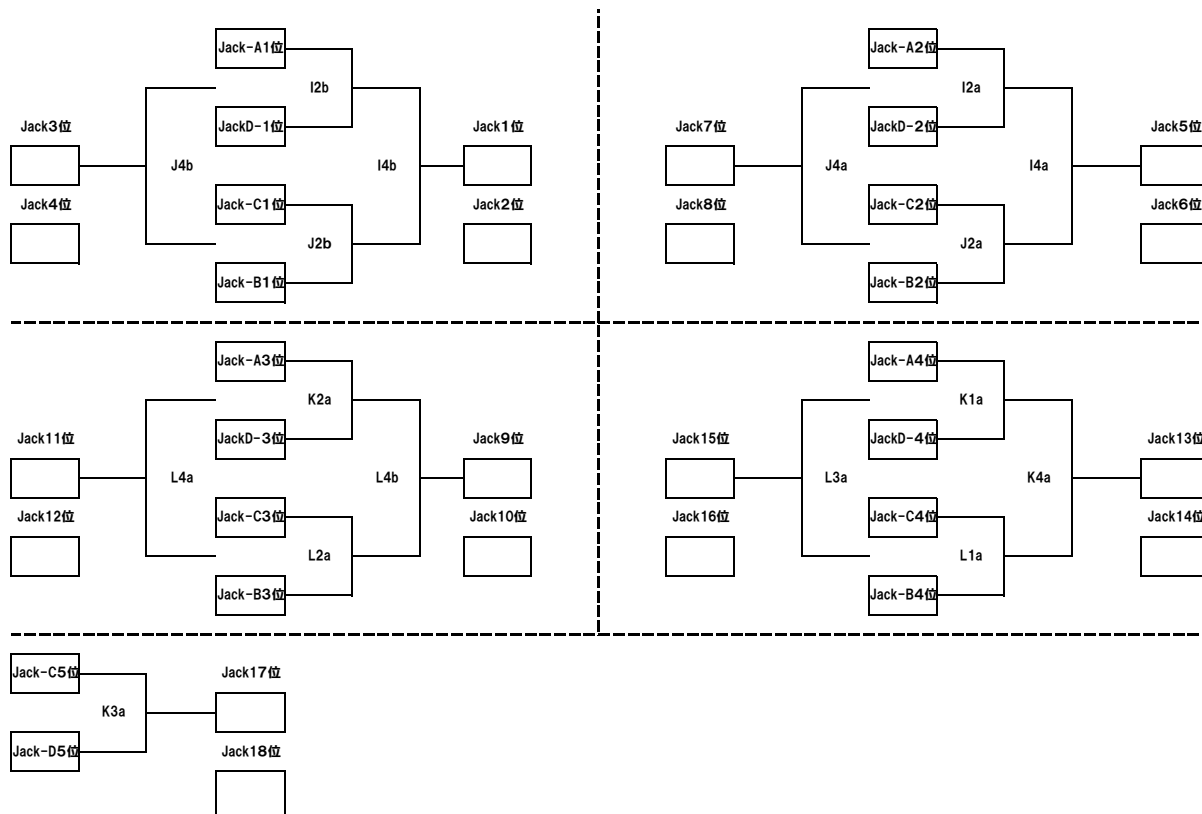 Jack-A1位
I2b
Jack3位
JackD-1位
Jack1位
J4b
I4b
Jack4位
Jack-C1位
Jack2位
J2b
Jack-B1位
Jack-A2位
I2a
Jack7位
JackD-2位
Jack5位
J4a
I4a
Jack8位
Jack-C2位
Jack6位
J2a
Jack-B2位
Jack-A3位
K2a
Jack11位
JackD-3位
Jack9位
L4a
L4b
Jack12位
Jack-C3位
Jack10位
L2a
Jack-B3位
Jack-A4位
K1a
Jack15位
JackD-4位
Jack13位
L3a
K4a
Jack16位
Jack-C4位
Jack14位
L1a
Jack-B4位
Jack-C5位
Jack17位
K3a
Jack-D5位
Jack18位